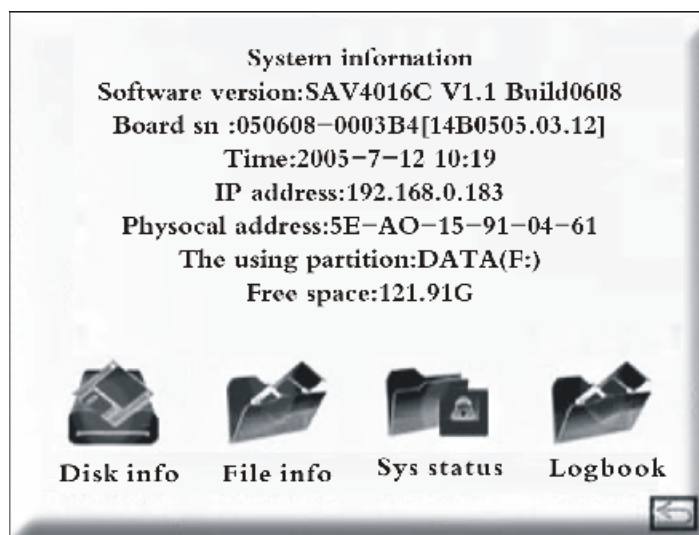 System infornation
Software version:SAV4016C V1.1 Build0608
Board sn :050608-0003B4[14B0505.03.12]
Time:2005-7-12 10:19
IP address:192.168.0.183
Physocal address:5E-AO-15-91-04-61
The using partition:DATA(F:)
Free space:121.91G
Disk info File info Sys status Logbook